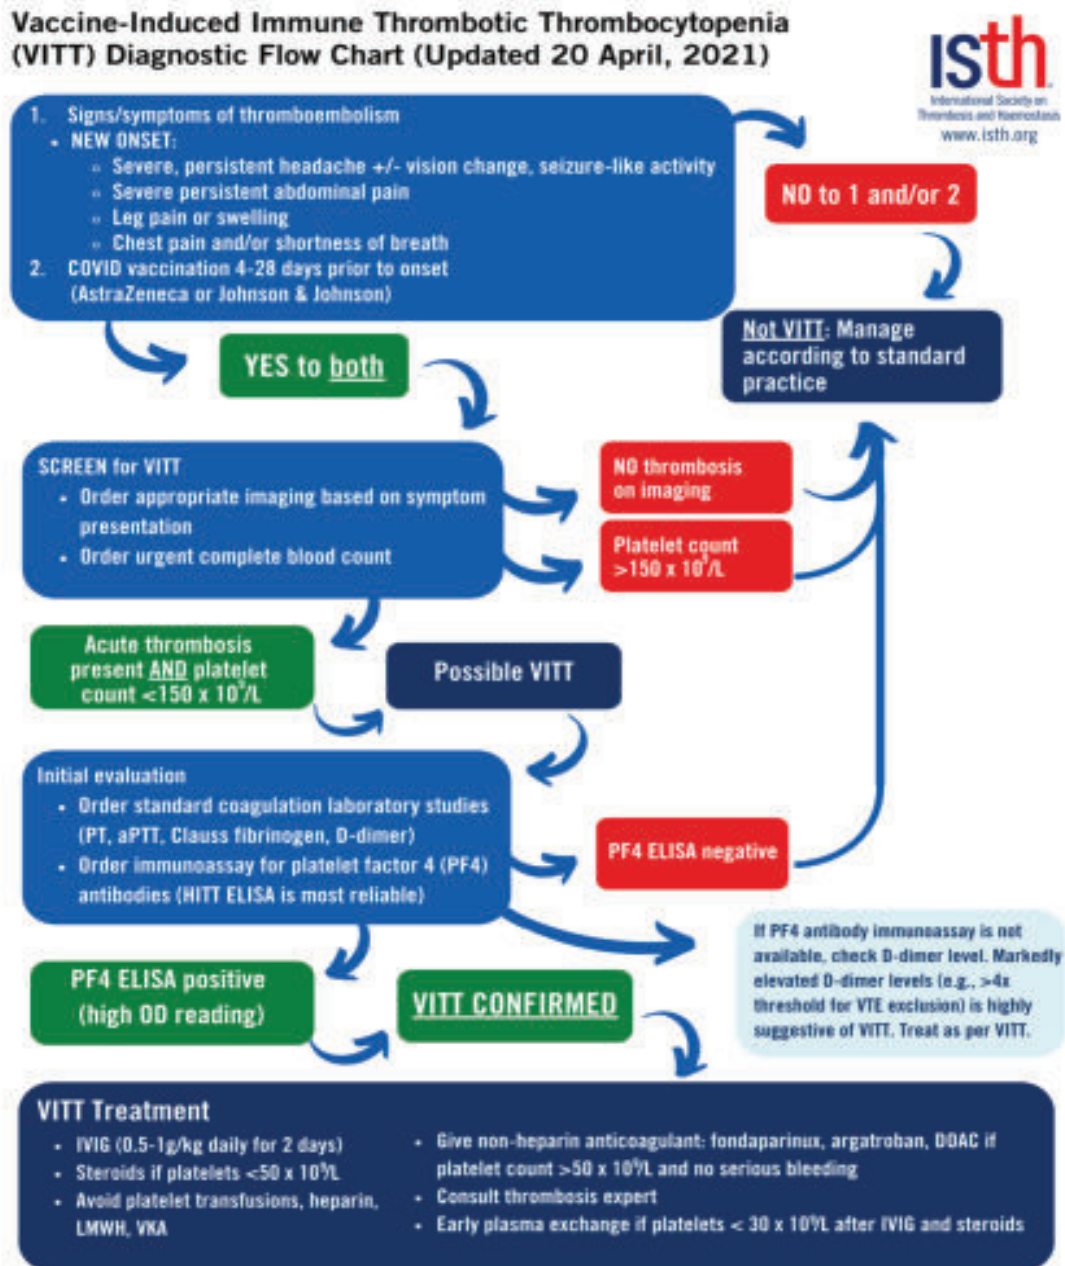 Vaccine-Induced Immune Thrombotic Thrombocytopenia
(VITT) Diagnostic Flow Chart (Updated 20 April, 2021)
isth
International Society on
Thrombosis and Haemostasis
www.isth.org
1. Signs/symptoms of thromboembolism
• NEW ONSET:
◦ Severe, persistent headache +/- vision change, seizure-like activity
◦ Severe persistent abdominal pain
◦ Leg pain or swelling
◦ Chest pain and/or shortness of breath
2. COVID vaccination 4-28 days prior to onset
(AstraZeneca or Johnson & Johnson)
NO to 1 and/or 2
Not VITT: Manage
according to standard
practice
YES to both
SCREEN for VITT
• Order appropriate imaging based on symptom
presentation
• Order urgent complete blood count
NO thrombosis
on imaging
Platelet count
>150 x 10⁹/L
Acute thrombosis
present AND platelet
count <150 x 10⁹/L
Possible VITT
Initial evaluation
• Order standard coagulation laboratory studies
(PT, aPTT, Clauss fibrinogen, D-dimer)
• Order immunoassay for platelet factor 4 (PF4)
antibodies (HITT ELISA is most reliable)
PF4 ELISA negative
If PF4 antibody immunoassay is not
available, check D-dimer level. Markedly
elevated D-dimer levels (e.g., >4x
threshold for VTE exclusion) is highly
suggestive of VITT. Treat as per VITT.
PF4 ELISA positive
(high OD reading)
VITT CONFIRMED
VITT Treatment
• IVIG (0.5-1g/kg daily for 2 days)
• Steroids if platelets <50 x 10⁹/L
• Avoid platelet transfusions, heparin,
LMWH, VKA
• Give non-heparin anticoagulant: fondaparinux, argatroban, DOAC if
platelet count >50 x 10⁹/L and no serious bleeding
• Consult thrombosis expert
• Early plasma exchange if platelets < 30 x 10⁹/L after IVIG and steroids